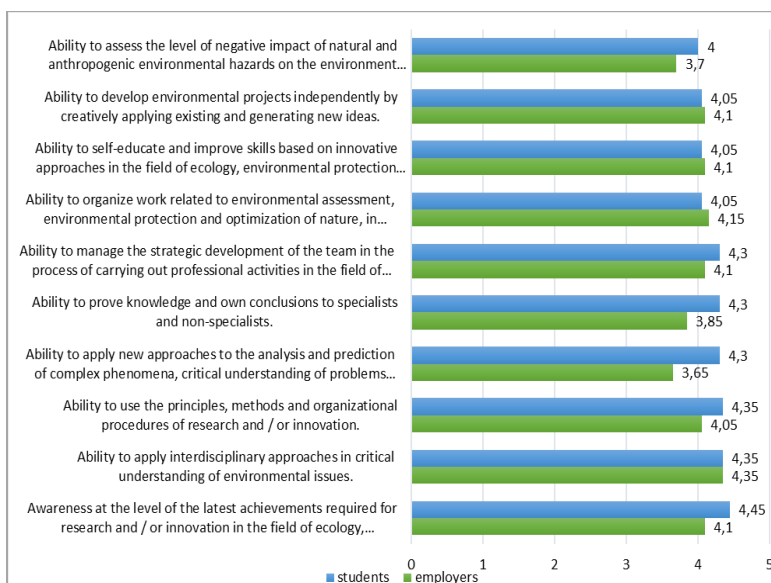 Ability to assess the level of negative impact of natural and
anthropogenic environmental hazards on the environment...
4
3,7
Ability to develop environmental projects independently by
creatively applying existing and generating new ideas.
4,05
4,1
Ability to self-educate and improve skills based on innovative
approaches in the field of ecology, environmental protection...
4,05
4,1
Ability to organize work related to environmental assessment,
environmental protection and optimization of nature, in...
4,05
4,15
Ability to manage the strategic development of the team in the
process of carrying out professional activities in the field of...
4,3
4,1
Ability to prove knowledge and own conclusions to specialists
and non-specialists.
4,3
3,85
Ability to apply new approaches to the analysis and prediction
of complex phenomena, critical understanding of problems...
4,3
3,65
Ability to use the principles, methods and organizational
procedures of research and / or innovation.
4,35
4,05
Ability to apply interdisciplinary approaches in critical
understanding of environmental issues.
4,35
4,35
Awareness at the level of the latest achievements required for
research and / or innovation in the field of ecology,...
4,45
4,1
0 1 2 3 4 5
students employers